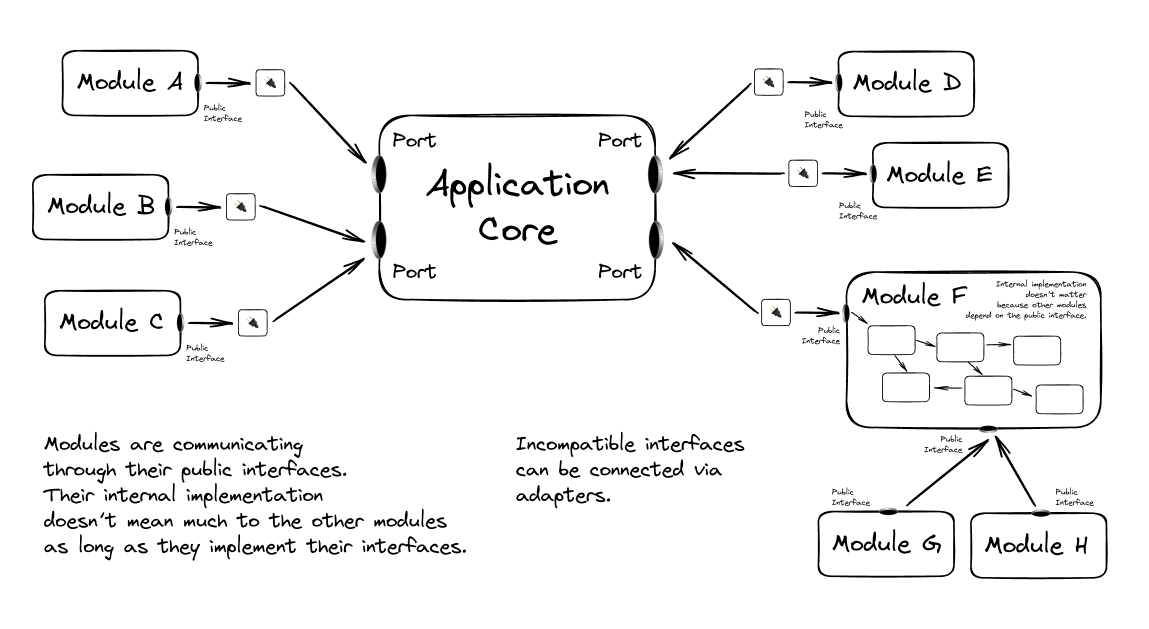 Module A
Public
Interface
Module B
Public
Interface
Module C
Public
Interface
Port
Port
Application
Core
Port
Port
Module D
Public
Interface
Module E
Public
Interface
Module F
Internal implementation
doesn't matter
because other modules
depend on the public interface.
Public
Interface
Public
Interface
Public
Interface
Public
Interface
Module G
Module H
Modules are communicating
through their public interfaces.
Their internal implementation
doesn't mean much to the other modules
as long as they implement their interfaces.
Incompatible interfaces
can be connected via
adapters.